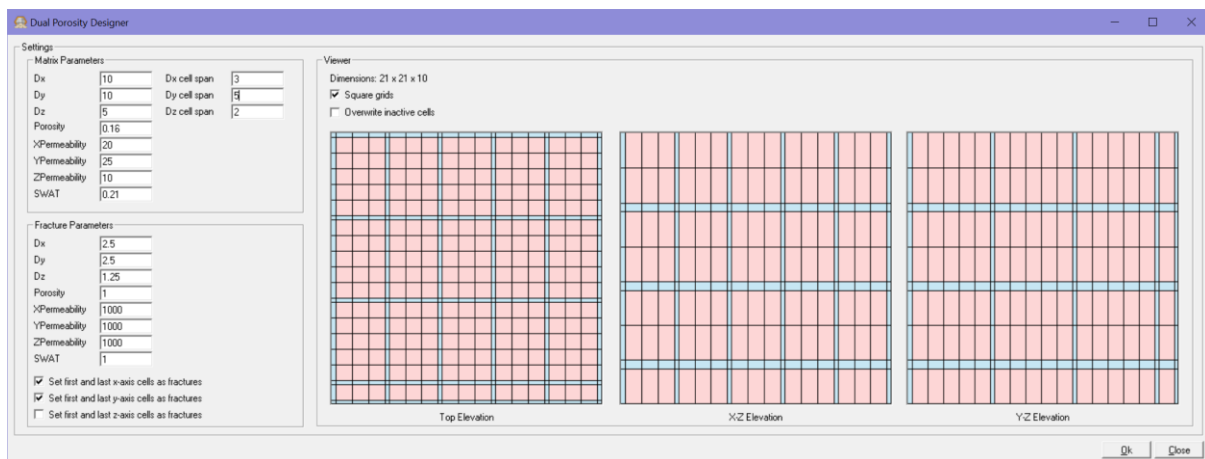 Dual Porosity Designer
Settings
Matrix Parameters
Dx 10 Dx cell span 3
Dy 10 Dy cell span 5
Dz 5 Dz cell span 2
Porosity 0.16
XPermeability 20
YPermeability 25
ZPermeability 10
SWAT 0.21
Fracture Parameters
Dx 2.5
Dy 2.5
Dz 1.25
Porosity 1
XPermeability 1000
YPermeability 1000
ZPermeability 1000
SWAT 1
Set first and last x-axis cells as fractures
Set first and last y-axis cells as fractures
Set first and last z-axis cells as fractures
Viewer
Dimensions: 21 x 21 x 10
Square grids
Overwrite inactive cells
Top Elevation
X-Z Elevation
Y-Z Elevation
Ok Close